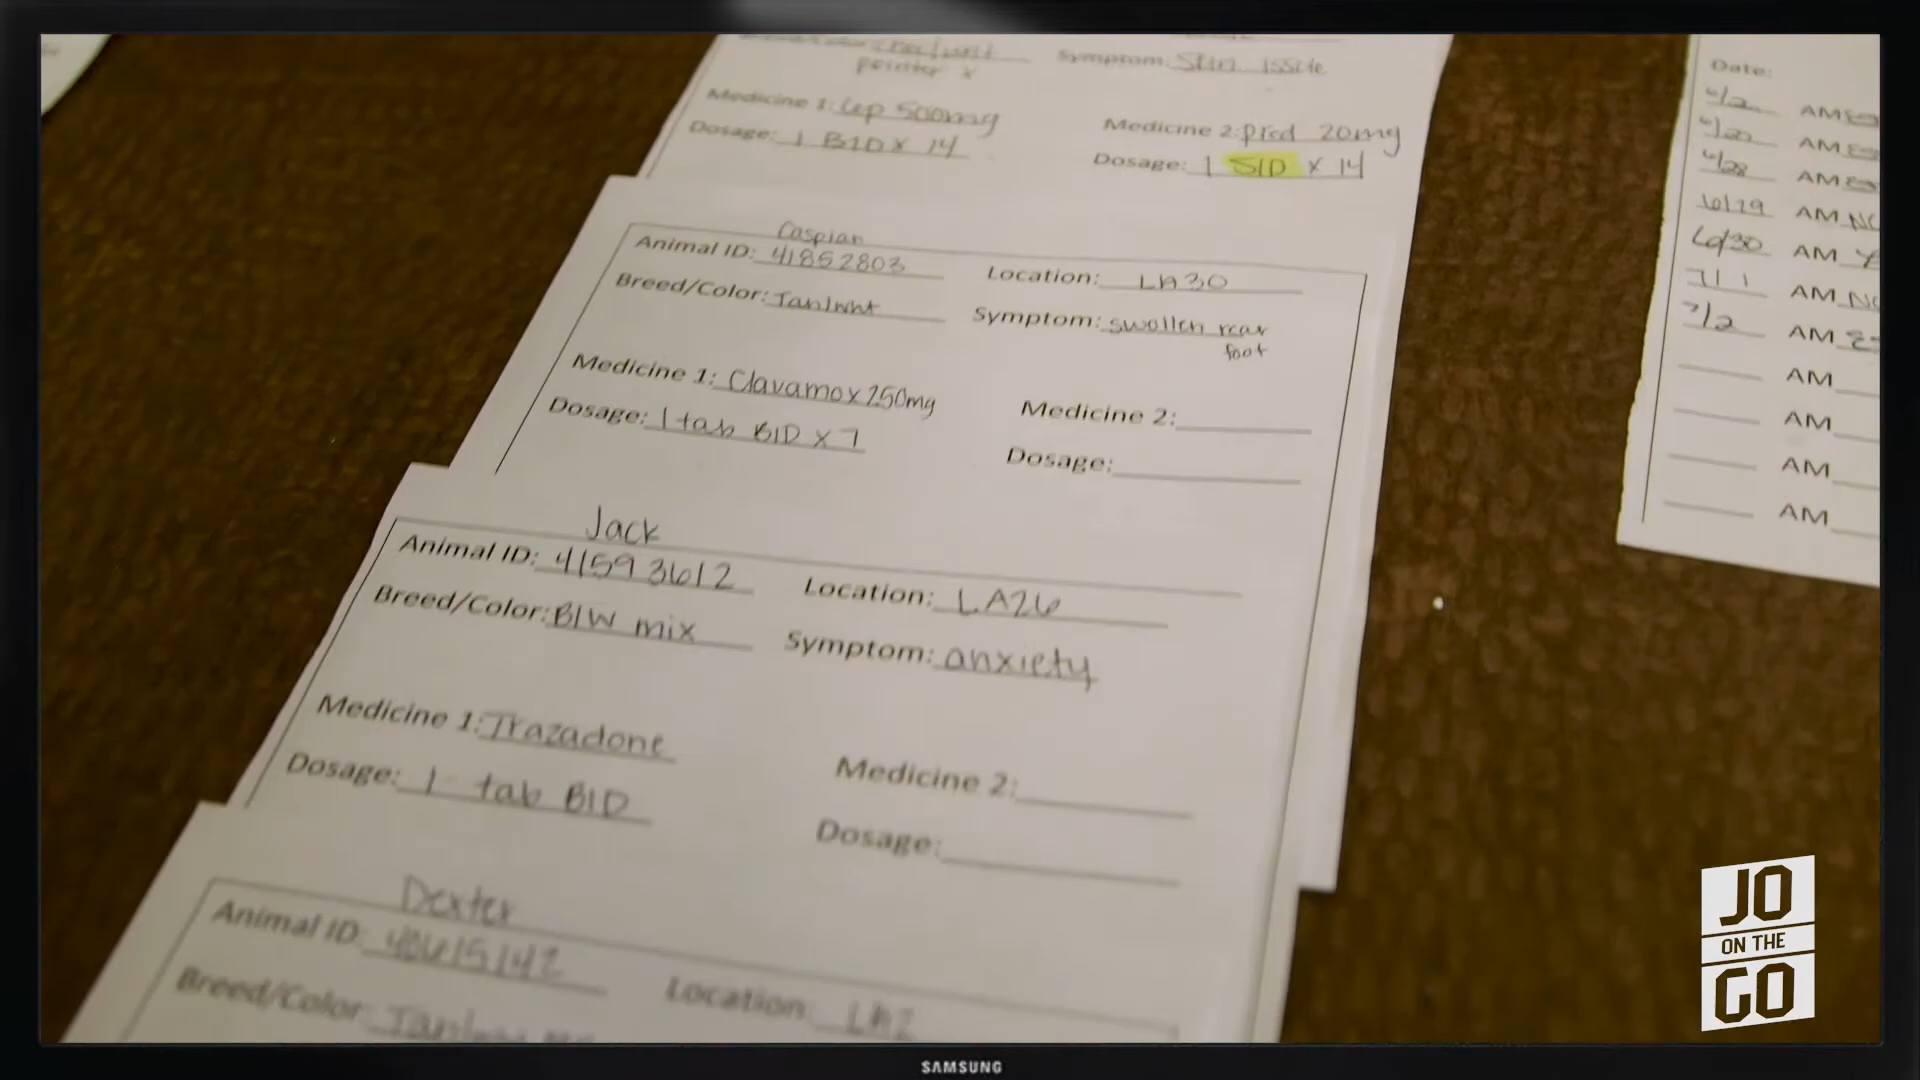 pointer x
Symptom: Skin issue
Medicine 1: Cep 500mg
Medicine 2: pred 20mg
Dosage: 1 BID x 14
Dosage: 1 SID x 14
Caspian
Animal ID: 41852803
Location: LA30
Breed/Color: Tan/wht
Symptom: swollen rear
foot
Medicine 1: Clavamox 250mg
Medicine 2:
Dosage: 1 tab BID x 7
Dosage:
Jack
Animal ID: 41593612
Location: LA26
Breed/Color: B/W mix
Symptom: anxiety
Medicine 1: Trazadone
Medicine 2:
Dosage: 1 tab BID
Dosage:
Dexter
Animal ID: 40615142
Location: LA2
Breed/Color:
Date:
AM
AM
6/28 AM
6/29 AM
6/30 AM
7/1 AM
7/2 AM
AM
AM
AM
AM
JO
ON THE
GO
SAMSUNG